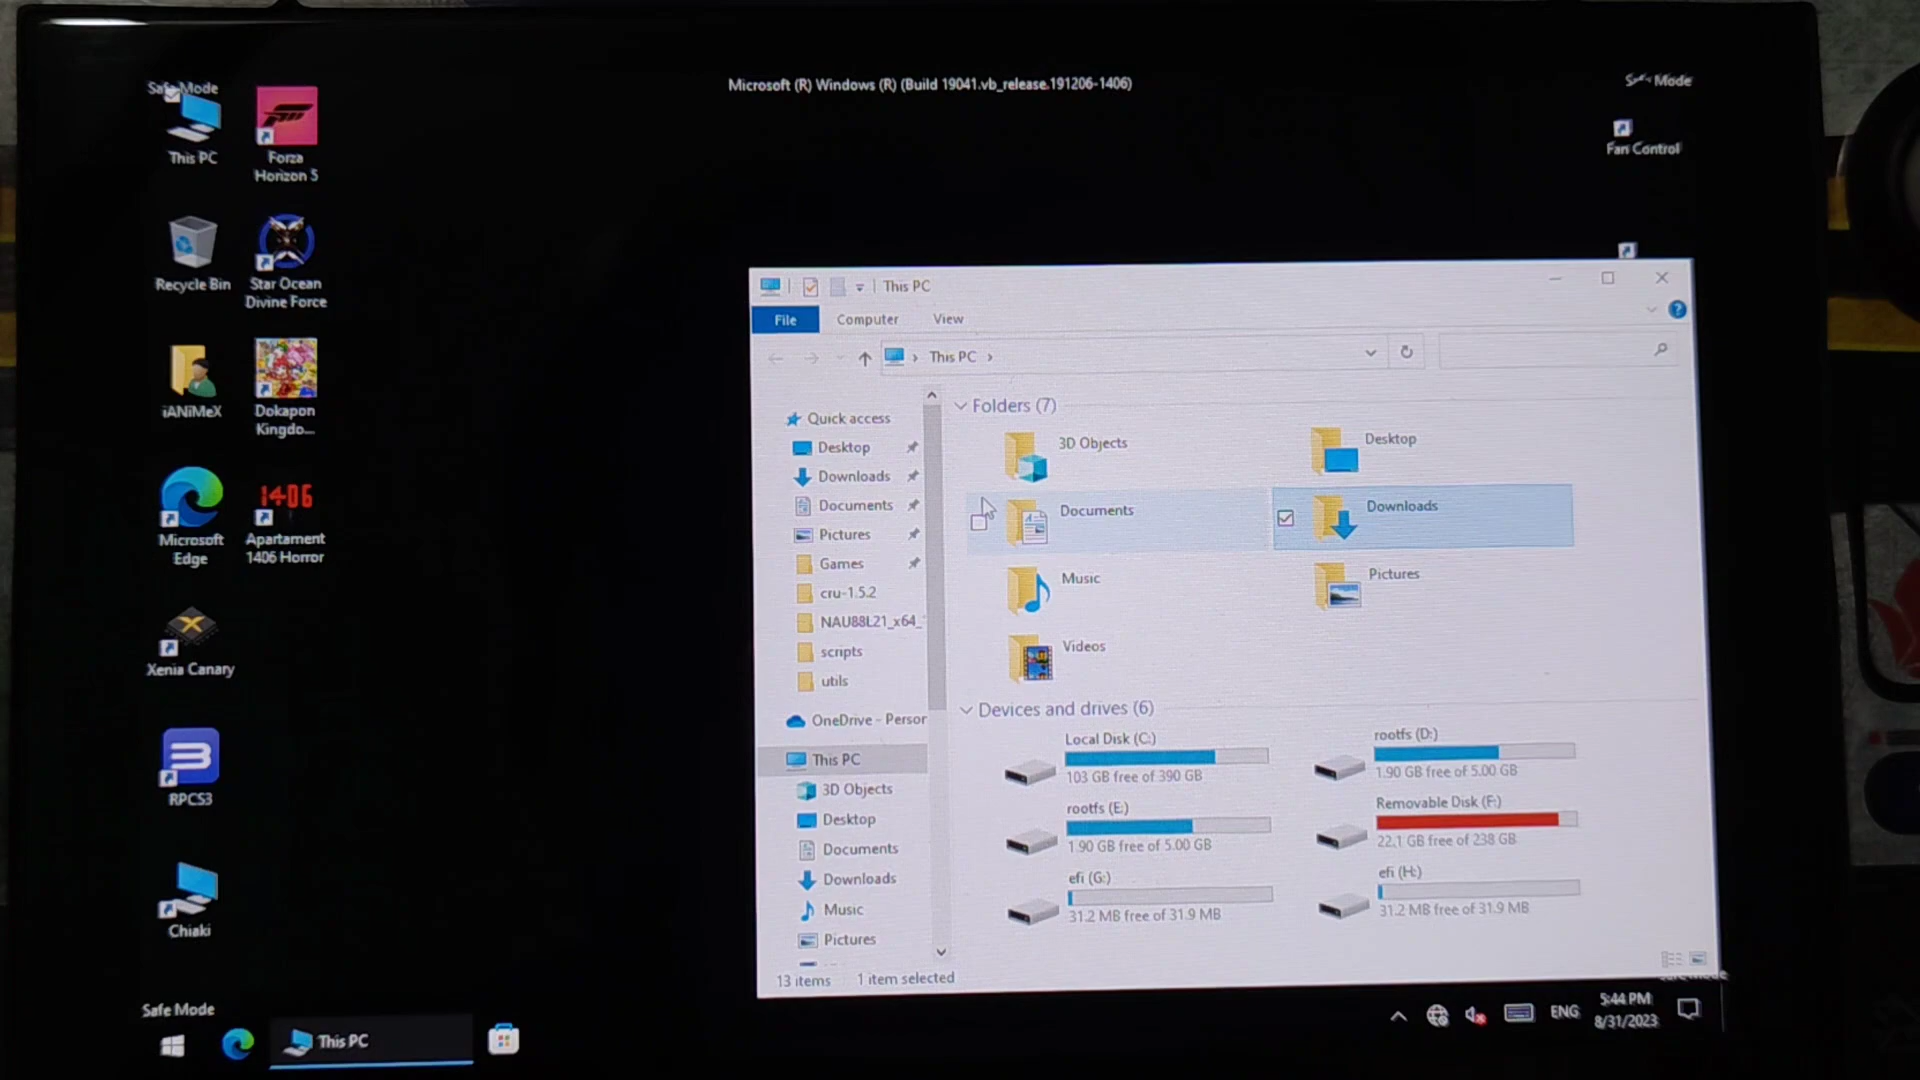 Safe Mode
Microsoft (R) Windows (R) (Build 19041.vb_release.191206-1406)
Safe Mode
This PC
Forza
Horizon 5
Fan Control
Recycle Bin
Star Ocean
Divine Force
iANiMeX
Dokapon
Kingdo...
Microsoft
Edge
1406
Apartament
1406 Horror
Xenia Canary
RPCS3
Chiaki
This PC
File
Computer
View
This PC
Quick access
Desktop
Downloads
Documents
Pictures
Games
cru-1.5.2
NAU88L21_x64_
scripts
utils
OneDrive - Person
This PC
3D Objects
Desktop
Documents
Downloads
Music
Pictures
Folders (7)
3D Objects
Desktop
Documents
Downloads
Music
Pictures
Videos
Devices and drives (6)
Local Disk (C:)
103 GB free of 390 GB
rootfs (D:)
1.90 GB free of 5.00 GB
rootfs (E:)
1.90 GB free of 5.00 GB
Removable Disk (F:)
22.1 GB free of 238 GB
efi (G:)
31.2 MB free of 31.9 MB
efi (H:)
31.2 MB free of 31.9 MB
13 items
1 item selected
Safe Mode
This PC
ENG
5:44 PM
8/31/2023